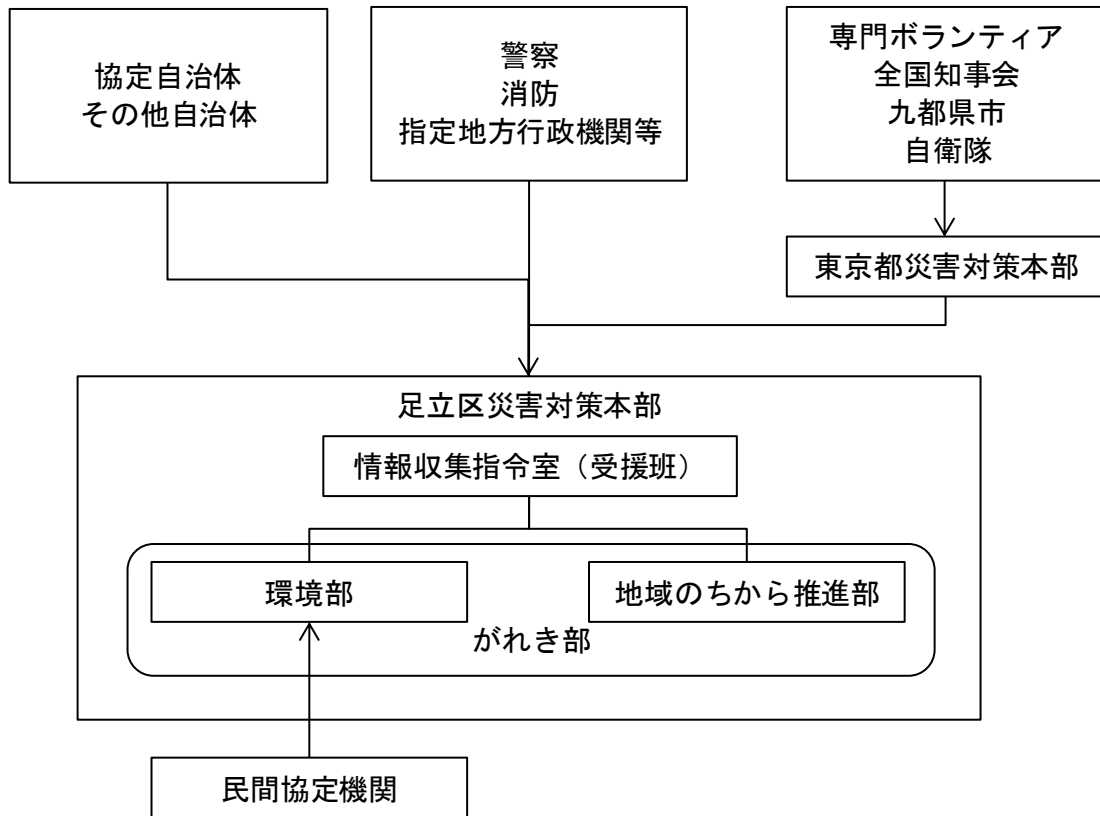 協定自治体
その他自治体
警察
消防
指定地方行政機関等
専門ボランティア
全国知事会
九都県市
自衛隊
東京都災害対策本部
足立区災害対策本部
情報収集指令室（受援班）
環境部
地域のちから推進部
がれき部
民間協定機関